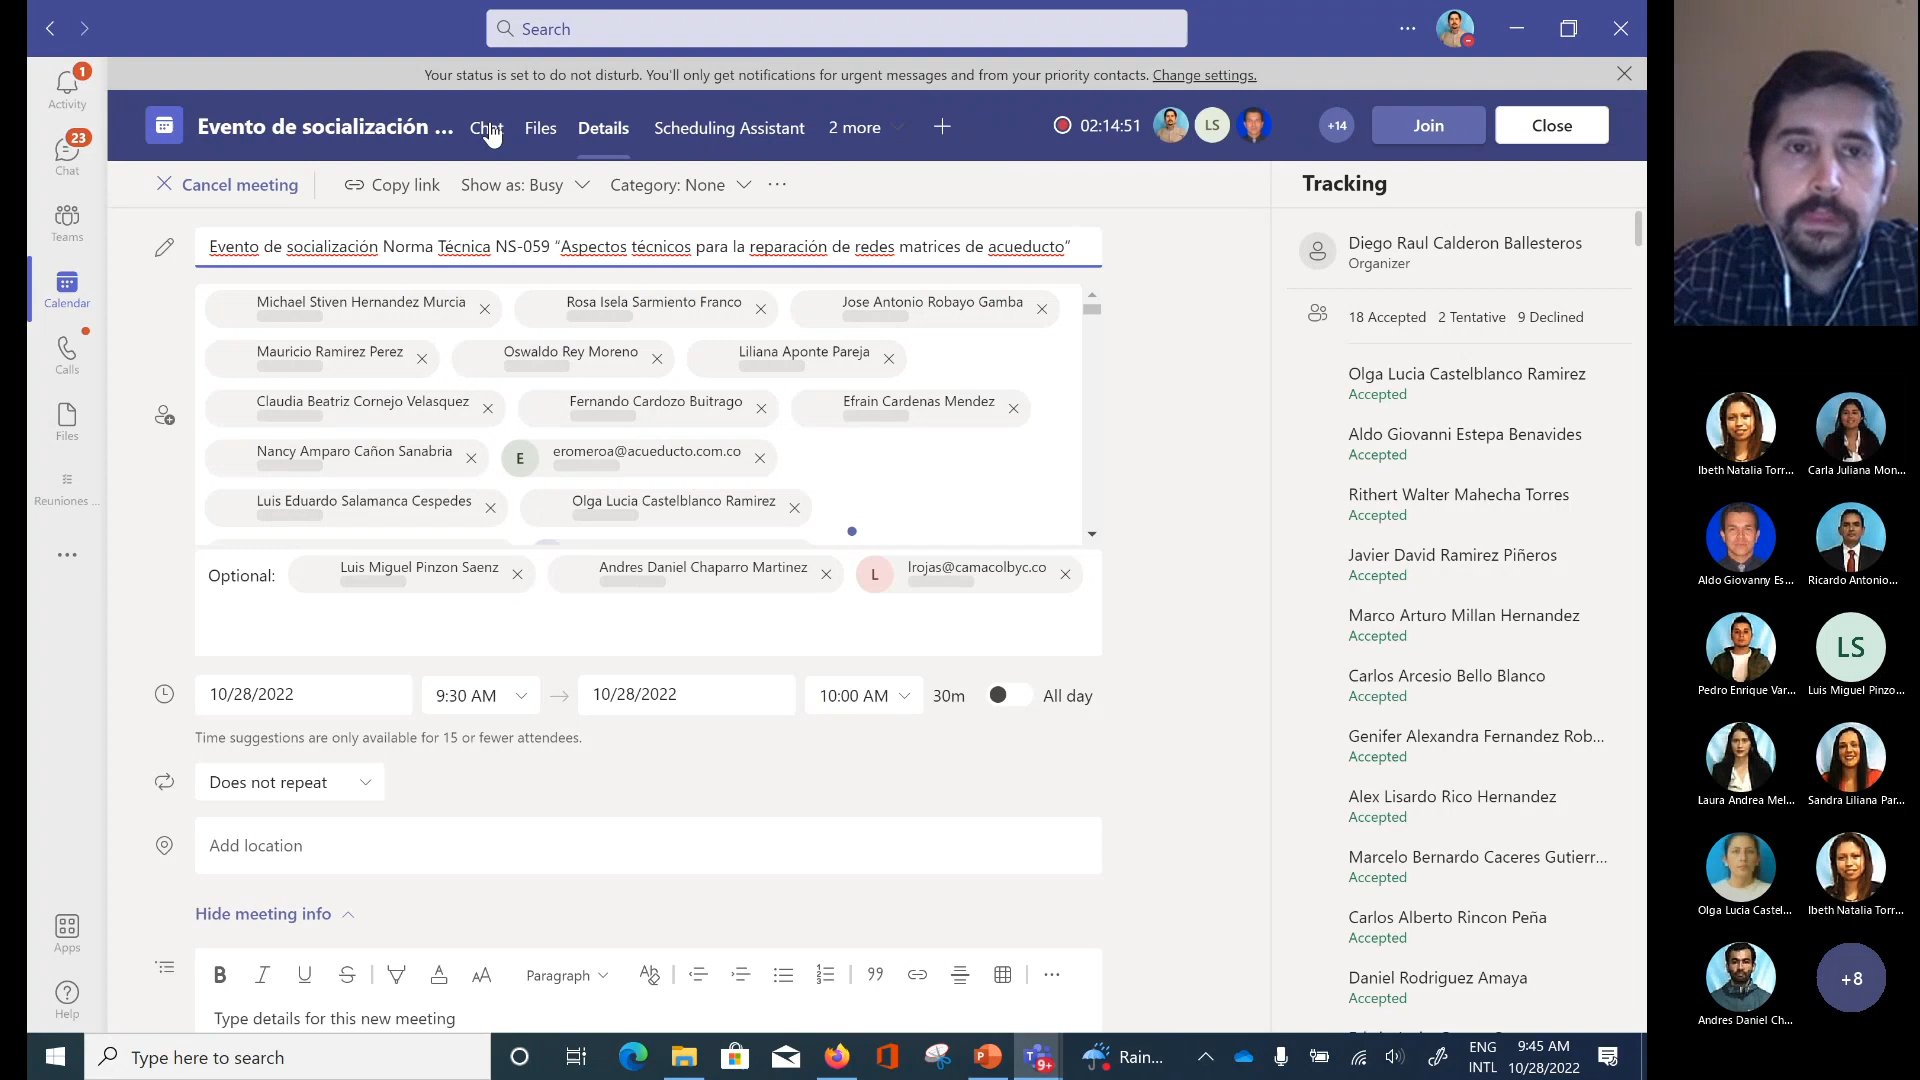 Search
Your status is set to do not disturb. You'll only get notifications for urgent messages and from your priority contacts. Change settings.
Evento de socialización ...
Chat
Files
Details
Scheduling Assistant
2 more
02:14:51
LS
+14
Join
Close
1
Activity
23
Chat
Teams
Calendar
Calls
Files
Reuniones ...
Apps
Help
Cancel meeting
Copy link
Show as: Busy
Category: None
Evento de socialización Norma Técnica NS-059 “Aspectos técnicos para la reparación de redes matrices de acueducto”
Michael Stiven Hernandez Murcia
Rosa Isela Sarmiento Franco
Jose Antonio Robayo Gamba
Mauricio Ramirez Perez
Oswaldo Rey Moreno
Liliana Aponte Pareja
Claudia Beatriz Cornejo Velasquez
Fernando Cardozo Buitrago
Efrain Cardenas Mendez
Nancy Amparo Cañon Sanabria
E
eromeroa@acueducto.com.co
Luis Eduardo Salamanca Cespedes
Olga Lucia Castelblanco Ramirez
Optional:
Luis Miguel Pinzon Saenz
Andres Daniel Chaparro Martinez
L
lrojas@camacolbyc.co
10/28/2022
9:30 AM
10/28/2022
10:00 AM
30m
All day
Time suggestions are only available for 15 or fewer attendees.
Does not repeat
Add location
Hide meeting info
Paragraph
Type details for this new meeting
Tracking
Diego Raul Calderon Ballesteros
Organizer
18 Accepted 2 Tentative 9 Declined
Olga Lucia Castelblanco Ramirez
Accepted
Aldo Giovanni Estepa Benavides
Accepted
Rithert Walter Mahecha Torres
Accepted
Javier David Ramirez Piñeros
Accepted
Marco Arturo Millan Hernandez
Accepted
Carlos Arcesio Bello Blanco
Accepted
Genifer Alexandra Fernandez Rob...
Accepted
Alex Lisardo Rico Hernandez
Accepted
Marcelo Bernardo Caceres Gutierr...
Accepted
Carlos Alberto Rincon Peña
Accepted
Daniel Rodriguez Amaya
Accepted
Ibeth Natalia Torr...
Carla Juliana Mon...
Aldo Giovanny Es...
Ricardo Antonio...
Pedro Enrique Var...
LS
Luis Miguel Pinzo...
Laura Andrea Mel...
Sandra Liliana Par...
Olga Lucia Castel...
Ibeth Natalia Torr...
Andres Daniel Ch...
+8
Type here to search
9+
Rain...
ENG
INTL
9:45 AM
10/28/2022